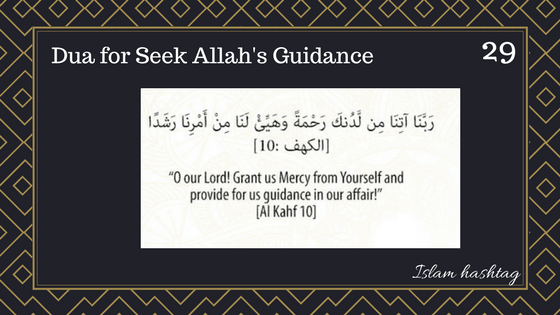 Dua for Seek Allah's Guidance
29
رَبَّنَا آتِنَا مِن لَّدُنكَ رَحْمَةً وَهَيِّئْ لَنَا مِنْ أَمْرِنَا رَشَدًا
[الكهف :10]
“O our Lord! Grant us Mercy from Yourself and
provide for us guidance in our affair!”
[Al Kahf 10]
Islam hashtag